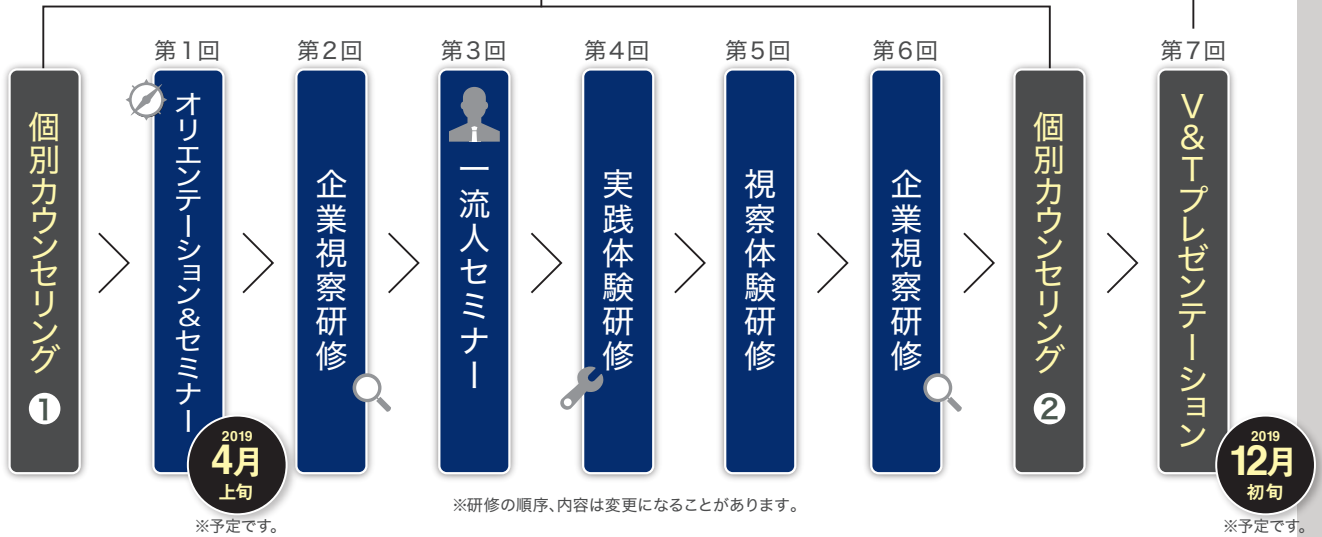 個別カウンセリング ❶
第1回
オリエンテーション&セミナー
2019
4月
上旬
※予定です。
第2回
企業視察研修
第3回
一流人セミナー
第4回
実践体験研修
第5回
視察体験研修
第6回
企業視察研修
個別カウンセリング ❷
第7回
V&Tプレゼンテーション
2019
12月
初旬
※予定です。
※研修の順序、内容は変更になることがあります。